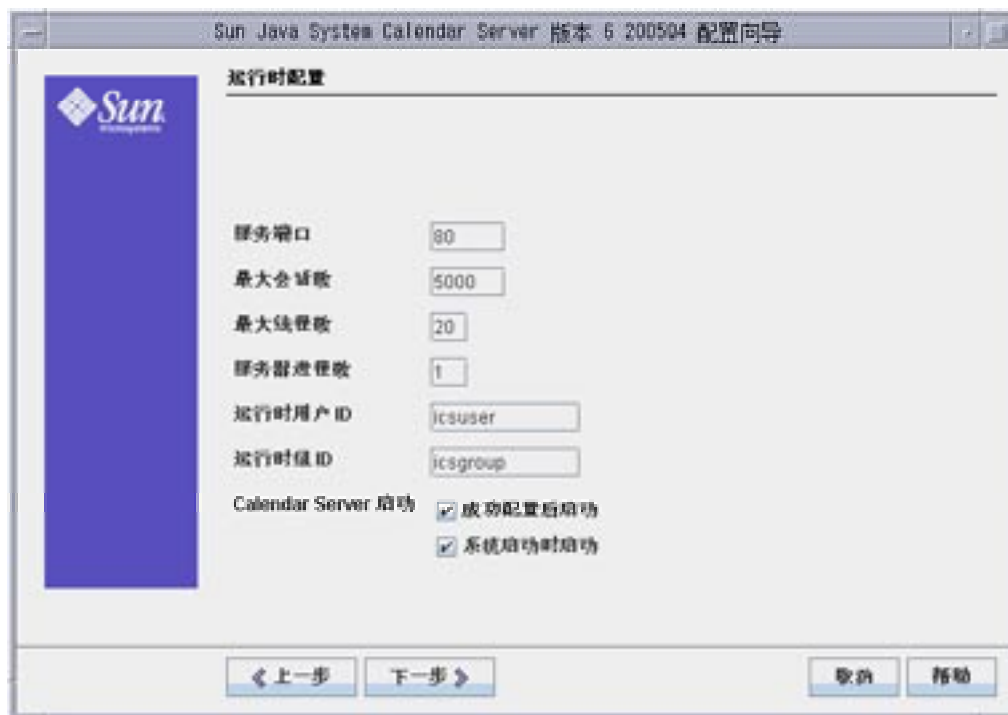 Sun Java System Calendar Server 版本 6 2005Q4 配置向导
Sun
microsystems
运行时配置
服务端口
80
最大会话数
5000
最大线程数
20
服务器进程数
1
运行时用户 ID
icsuser
运行时组 ID
icsgroup
Calendar Server 启动
成功配置后启动
系统启动时启动
上一步
下一步
取消
帮助